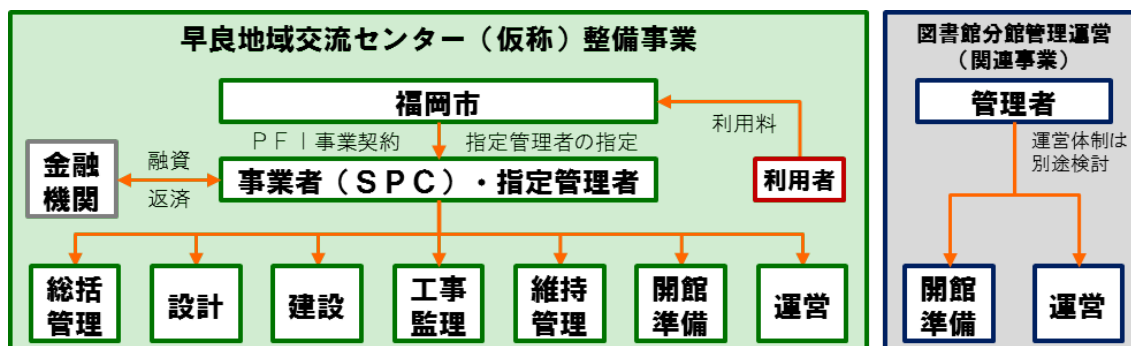 早良地域交流センター（仮称）整備事業
福岡市
ＰＦＩ事業契約
指定管理者の指定
利用料
金融
機関
融資
返済
事業者（ＳＰＣ）・指定管理者
利用者
総括
管理
設計
建設
工事
監理
維持
管理
開館
準備
運営
図書館分館管理運営
（関連事業）
管理者
運営体制は
別途検討
開館
準備
運営